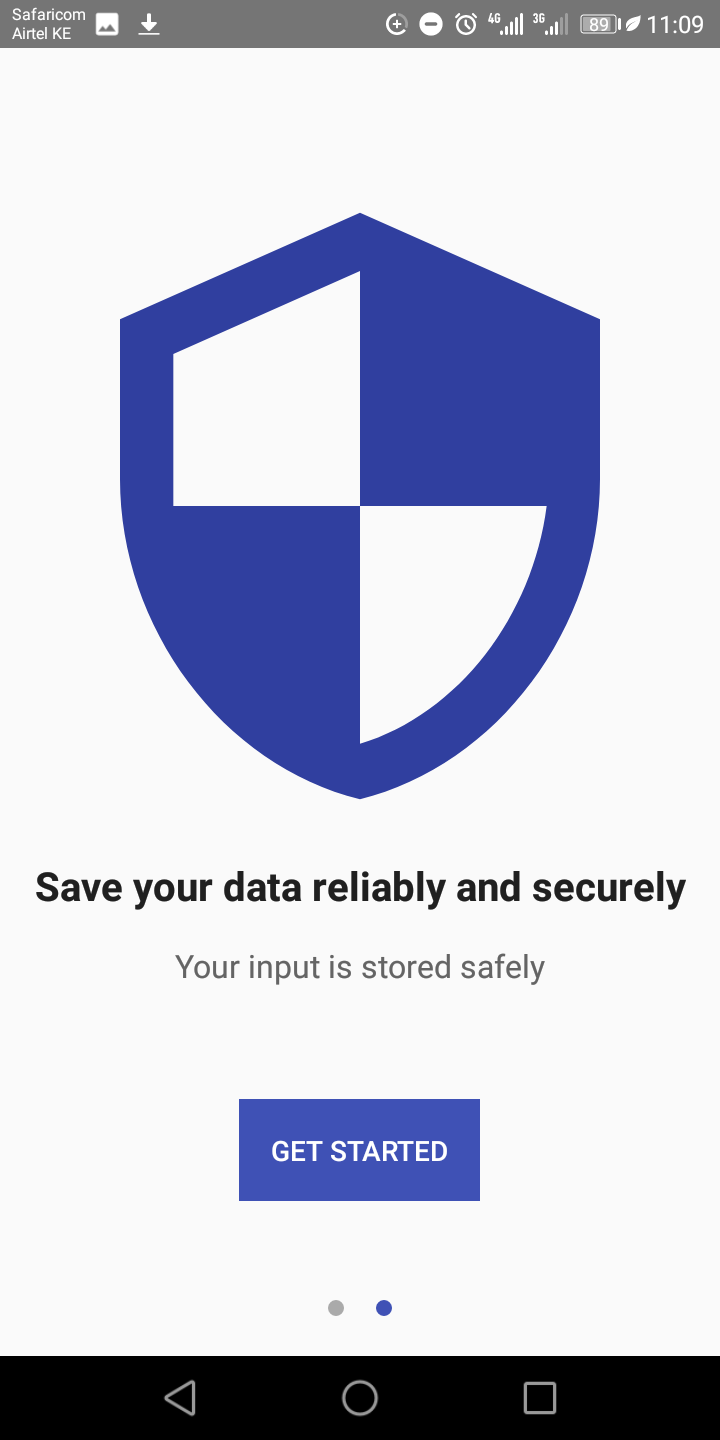 Safaricom
Airtel KE
4G 3G 89 11:09
Save your data reliably and securely
Your input is stored safely
GET STARTED